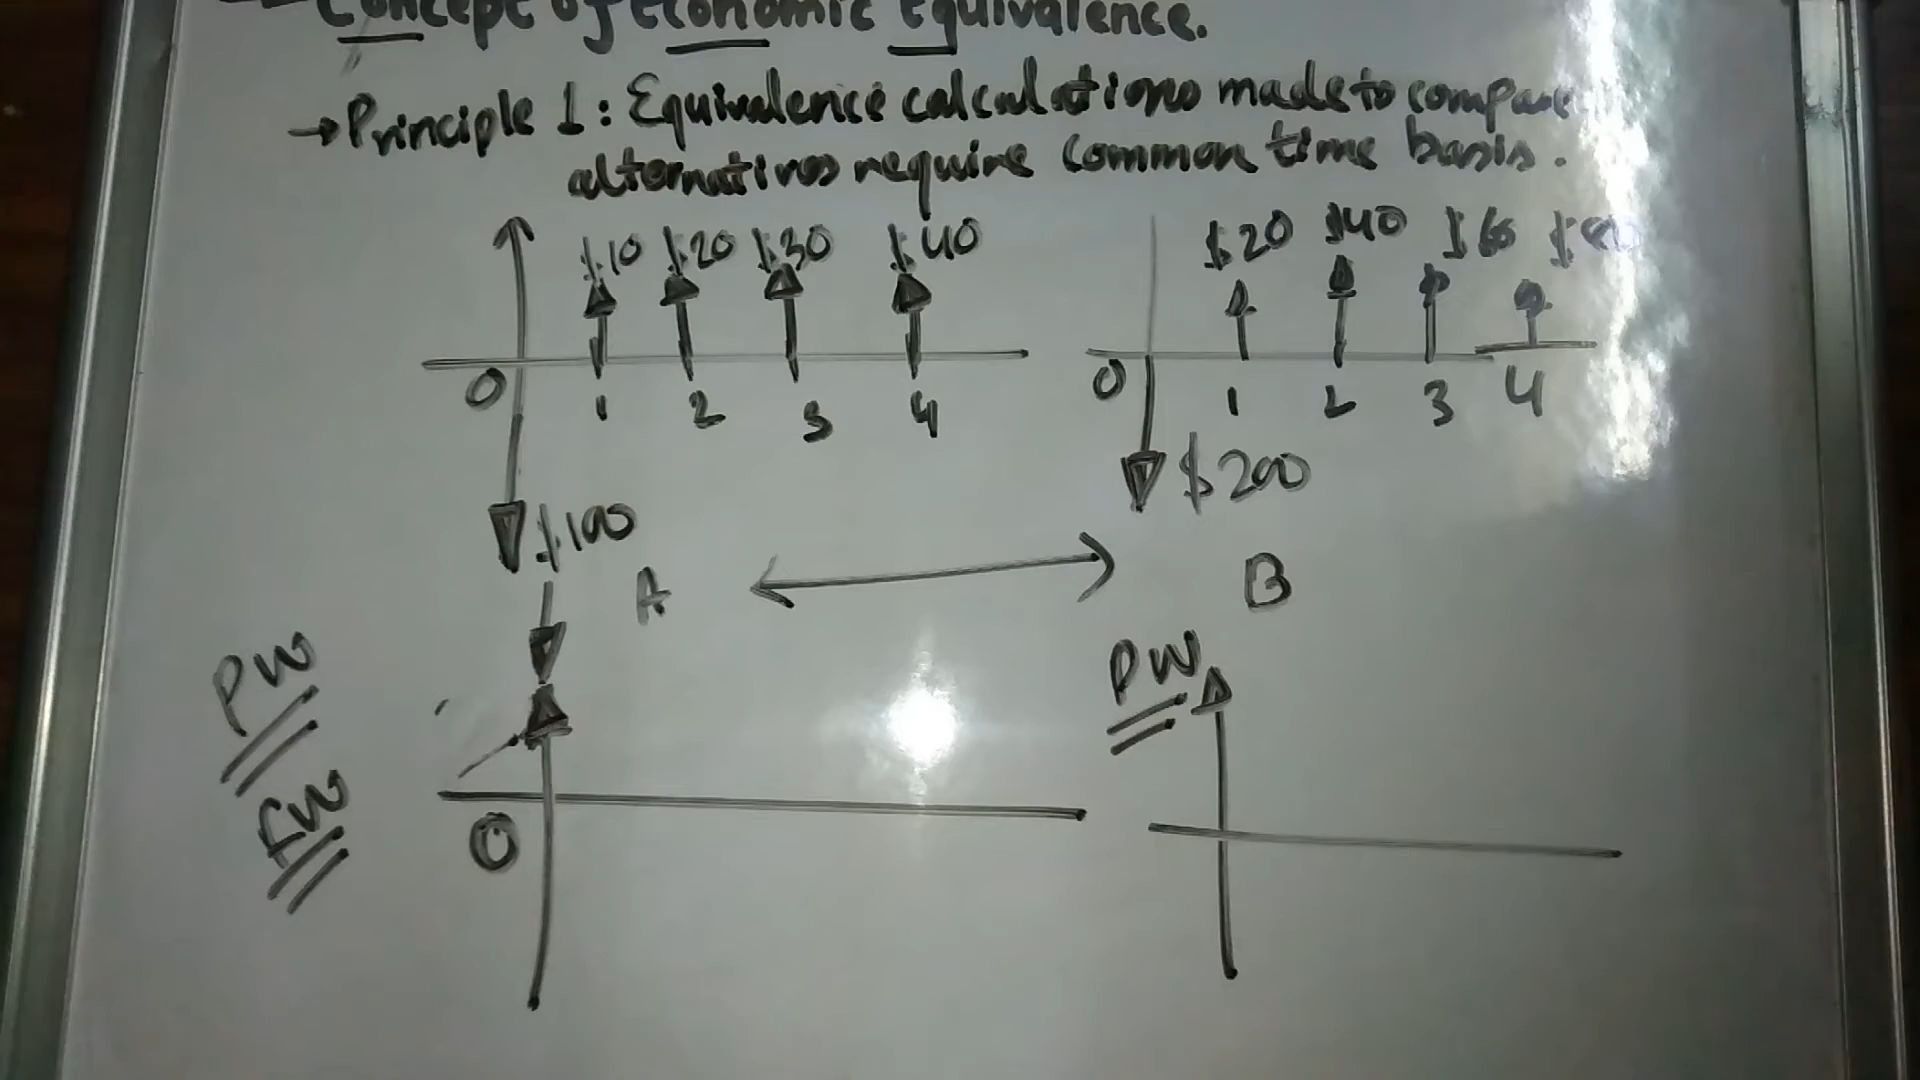 Concept of Economic Equivalence.
→ Principle 1: Equivalence calculations made to compare
alternatives require common time basis.
$10 $20 $30 $40
0 1 2 3 4
$100
A
$20 $40 $60
0 1 2 3 4
$200
B
PW
FW
0
PW